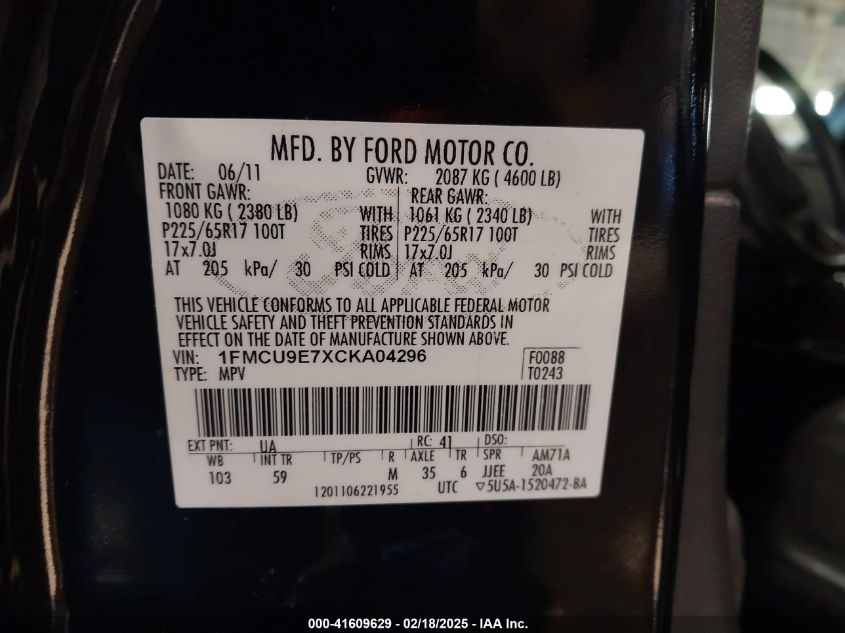 MFD. BY FORD MOTOR CO.
DATE: 06/11 GVWR: 2087 KG ( 4600 LB)
FRONT GAWR: REAR GAWR:
1080 KG ( 2380 LB) WITH 1061 KG ( 2340 LB) WITH
P225/65R17 100T TIRES P225/65R17 100T TIRES
17x7.0J RIMS 17x7.0J RIMS
AT 205 kPa/ 30 PSI COLD AT 205 kPa/ 30 PSI COLD
THIS VEHICLE CONFORMS TO ALL APPLICABLE FEDERAL MOTOR
VEHICLE SAFETY AND THEFT PREVENTION STANDARDS IN
EFFECT ON THE DATE OF MANUFACTURE SHOWN ABOVE.
VIN: 1FMCU9E7XCKA04296 F0088
TYPE: MPV T0243
EXT PNT: UA RC: 41 DSO:
WB INT TR TP/PS R AXLE TR SPR AM71A
103 59 M 35 6 JJEE 20A
1201106221955 UTC ▽5U5A-1520472-BA
000-41609629 - 02/18/2025 - IAA Inc.